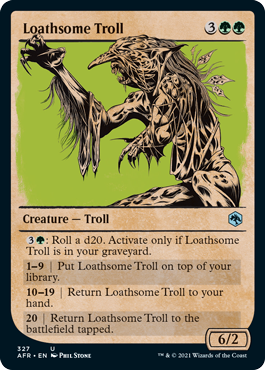 Loathsome Troll 3
Creature — Troll
3 : Roll a d20. Activate only if Loathsome
Troll is in your graveyard.
1–9 | Put Loathsome Troll on top of your
library.
10–19 | Return Loathsome Troll to your
hand.
20 | Return Loathsome Troll to the
battlefield tapped.
6/2
327 U
AFR • EN Phil Stone
™ & © 2021 Wizards of the Coast